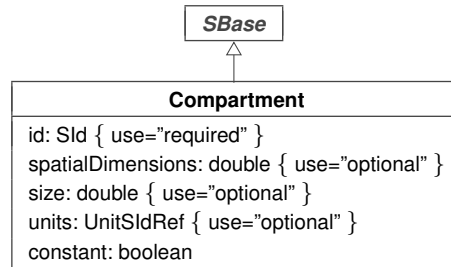 SBase
Compartment
id: SId { use=”required” }
spatialDimensions: double { use=”optional” }
size: double { use=”optional” }
units: UnitSIdRef { use=”optional” }
constant: boolean